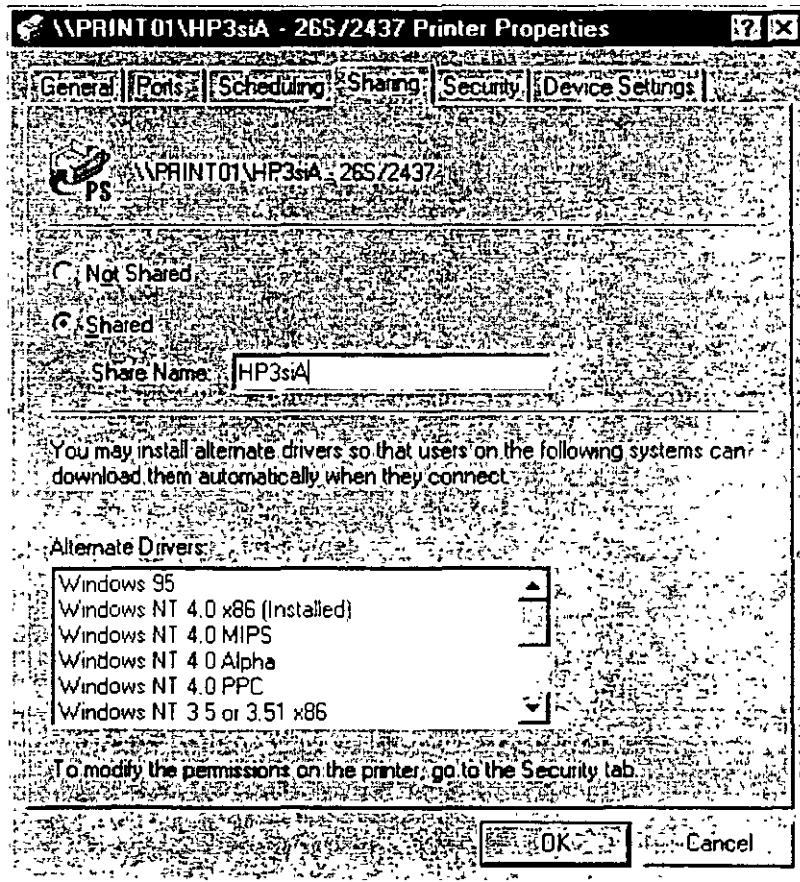 \\PRINT01\HP3siA - 26S/2437 Printer Properties
General Ports Scheduling Sharing Security Device Settings
PS
\\PRINT01\HP3siA - 26S/2437
Not Shared
Shared
Share Name: HP3siA
You may install alternate drivers so that users on the following systems can
download them automatically when they connect.
Alternate Drivers:
Windows 95
Windows NT 4.0 x86 (Installed)
Windows NT 4.0 MIPS
Windows NT 4.0 Alpha
Windows NT 4.0 PPC
Windows NT 3.5 or 3.51 x86
To modify the permissions on the printer, go to the Security tab.
OK Cancel